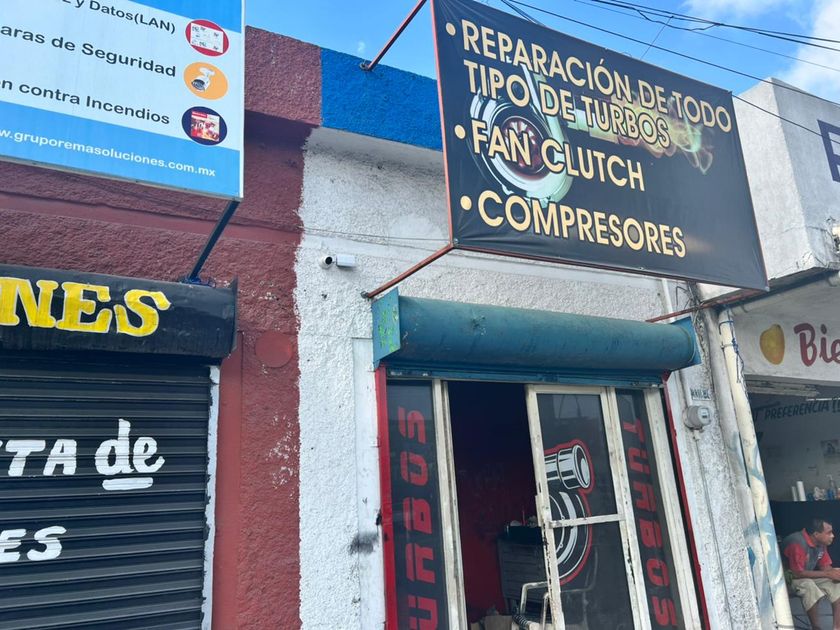 y Datos(LAN)
aras de Seguridad
n contra Incendios
www.gruporemasoluciones.com.mx
NES
TA de
ES
• REPARACIÓN DE TODO
TIPO DE TURBOS
• FAN CLUTCH
• COMPRESORES
TURBOS
TURBOS
Bie
PREFERENCIA